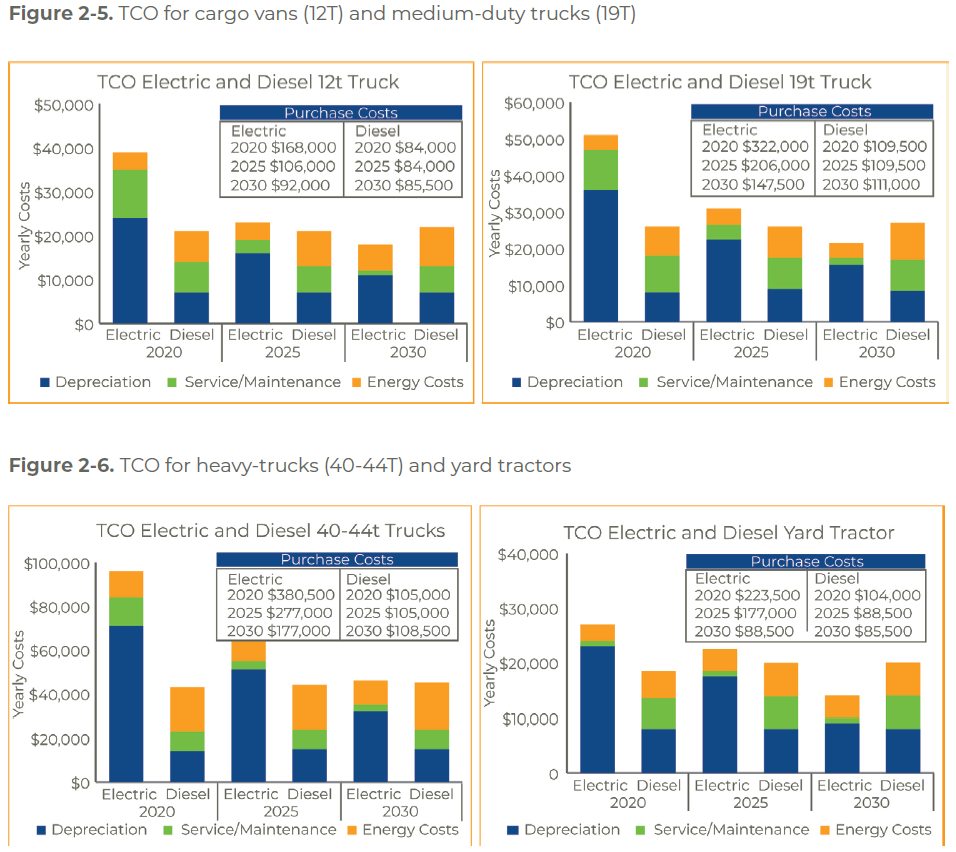 Figure 2-5. TCO for cargo vans (12T) and medium-duty trucks (19T)
TCO Electric and Diesel 12t Truck
Yearly Costs
$50,000
$40,000
$30,000
$20,000
$10,000
$0
Purchase Costs
Electric Diesel
2020 $168,000 2020 $84,000
2025 $106,000 2025 $84,000
2030 $92,000 2030 $85,500
Electric Diesel Electric Diesel Electric Diesel
2020 2025 2030
Depreciation Service/Maintenance Energy Costs
TCO Electric and Diesel 19t Truck
Yearly Costs
$60,000
$50,000
$40,000
$30,000
$20,000
$10,000
$0
Purchase Costs
Electric Diesel
2020 $322,000 2020 $109,500
2025 $206,000 2025 $109,500
2030 $147,500 2030 $111,000
Electric Diesel Electric Diesel Electric Diesel
2020 2025 2030
Depreciation Service/Maintenance Energy Costs
Figure 2-6. TCO for heavy-trucks (40-44T) and yard tractors
TCO Electric and Diesel 40-44t Trucks
Yearly Costs
$100,000
$80,000
$60,000
$40,000
$20,000
$0
Purchase Costs
Electric Diesel
2020 $380,500 2020 $105,000
2025 $277,000 2025 $105,000
2030 $177,000 2030 $108,500
Electric Diesel Electric Diesel Electric Diesel
2020 2025 2030
Depreciation Service/Maintenance Energy Costs
TCO Electric and Diesel Yard Tractor
Yearly Costs
$40,000
$30,000
$20,000
$10,000
0
Purchase Costs
Electric Diesel
2020 $223,500 2020 $104,000
2025 $177,000 2025 $88,500
2030 $88,500 2030 $85,500
Electric Diesel Electric Diesel Electric Diesel
2020 2025 2030
Depreciation Service/Maintenance Energy Costs